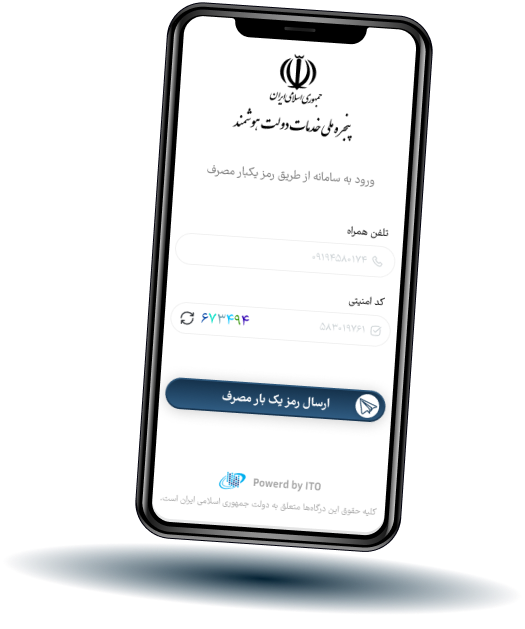 جمهوری اسلامی ایران
پنجره ملی خدمات دولت هوشمند
ورود به سامانه از طریق رمز یکبار مصرف
تلفن همراه
۰۹۱۹۴۵۸۰۱۷۴
کد امنیتی
۵۸۳۰۱۹۷۶۱ ۶۷۳۴۹۴
ارسال رمز یک بار مصرف
Powerd by ITO
کلیه حقوق این درگاه‌ها متعلق به دولت جمهوری اسلامی ایران است.